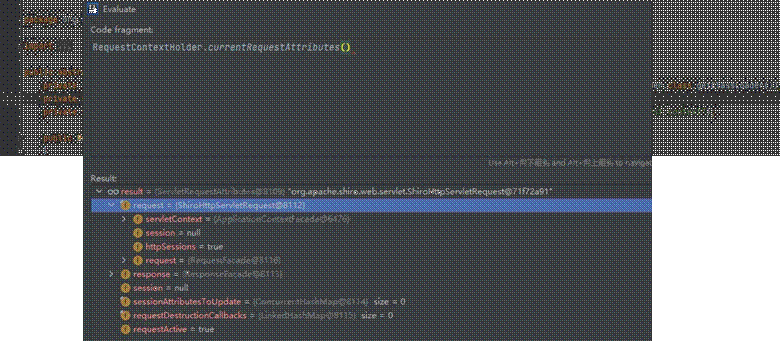 package
Evaluate
Code fragment:
RequestContextHolder.currentRequestAttributes()
Use Alt+向下箭头 and Alt+向上箭头 to navigate
Result:
result = {ServletRequestAttributes@8109} "org.apache.shiro.web.servlet.ShiroHttpServletRequest@71f72a91"
request = {ShiroHttpServletRequest@8112}
servletContext = {ApplicationContextFacade@6476}
session = null
httpSessions = true
request = {RequestFacade@8116}
response = {ResponseFacade@8113}
session = null
sessionAttributesToUpdate = {ConcurrentHashMap@8114} size = 0
requestDestructionCallbacks = {LinkedHashMap@8115} size = 0
requestActive = true